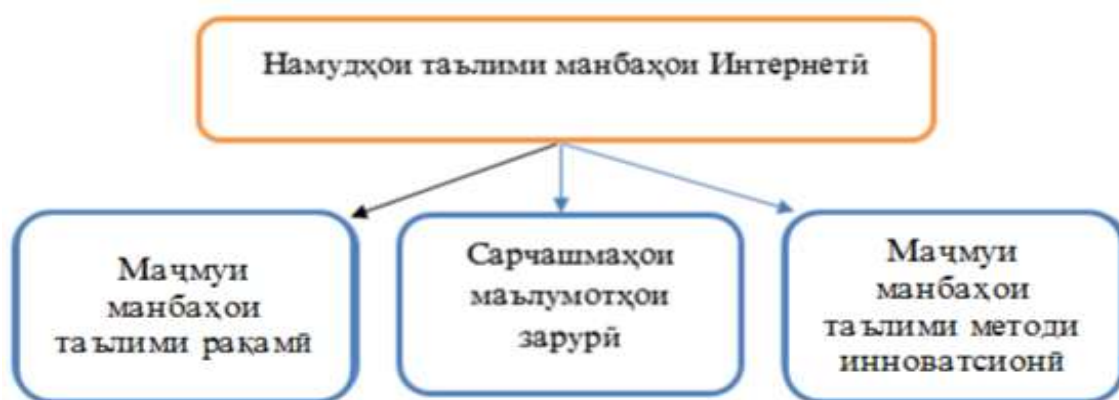 Намудҳои таълими манбаҳои Интернетӣ
Маҷмуи
манбаҳои
таълими рақамӣ
Сарчашмаҳои
маълумотҳои
зарурӣ
Маҷмуи
манбаҳои
таълими методи
инноватсионӣ